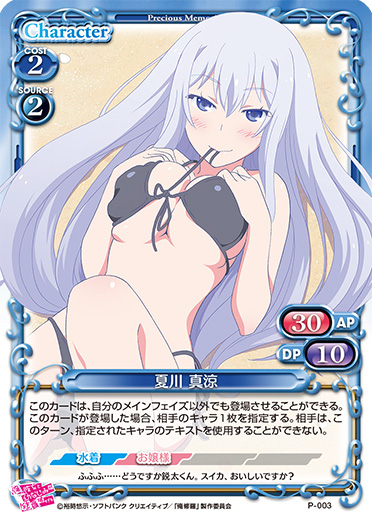 Precious Memo
Character
COST
2
SOURCE
2
30 AP
DP 10
夏川 真涼
このカードは、自分のメインフェイズ以外でも登場させることができる。
このカードが登場した場合、相手のキャラ1枚を指定する。相手は、こ
のターン、指定されたキャラのテキストを使用することができない。
水着 お嬢様
ふふふ……どうですか鋭太くん。スイカ、おいしいですか?
©裕時悠示・ソフトバンク クリエイティブ/「俺修羅」製作委員会
P-003